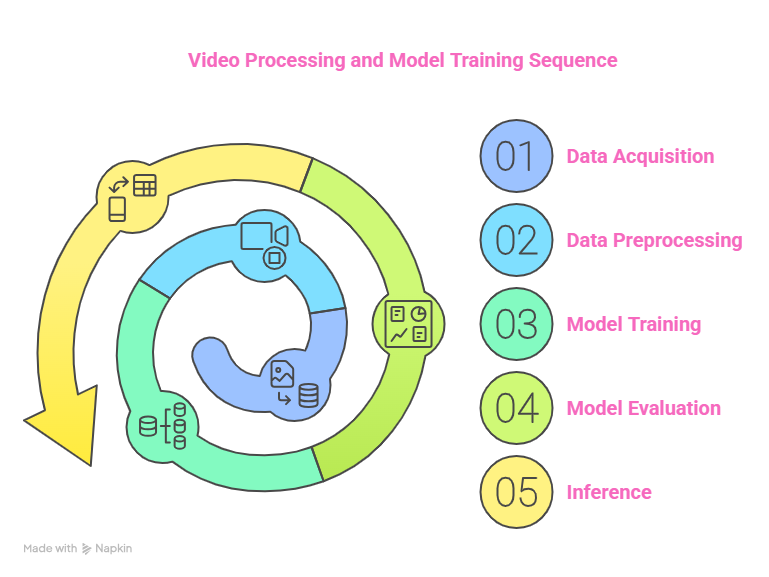 Video Processing and Model Training Sequence
01 Data Acquisition
02 Data Preprocessing
03 Model Training
04 Model Evaluation
05 Inference
Made with Napkin